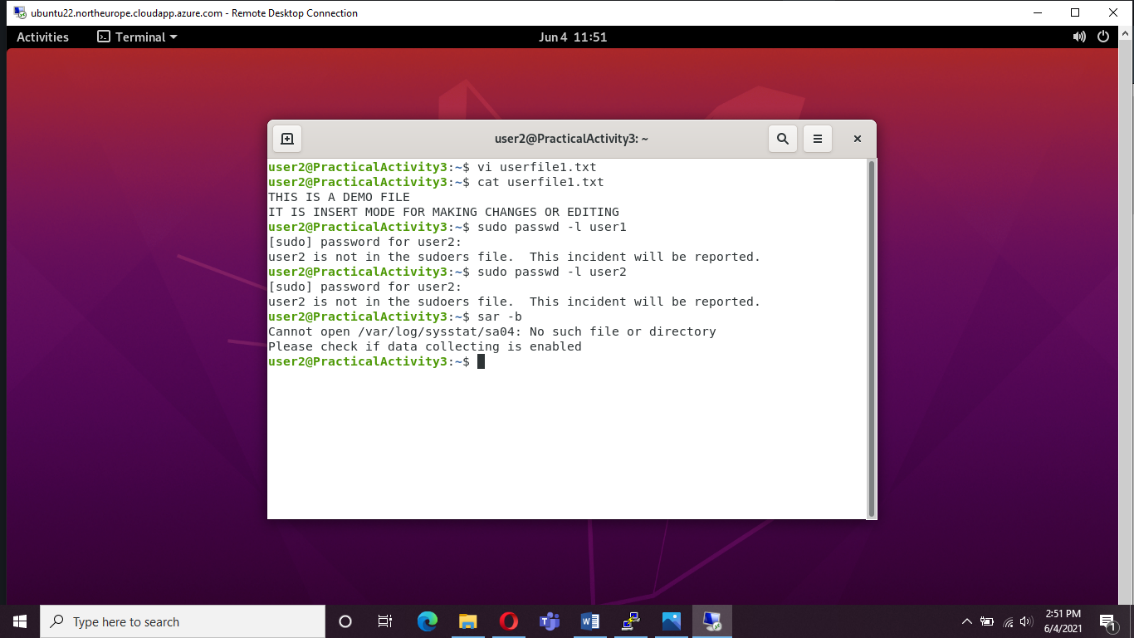 ubuntu22.northeurope.cloudapp.azure.com - Remote Desktop Connection
Activities Terminal Jun 4 11:51
user2@PracticalActivity3: ~
user2@PracticalActivity3:~$ vi userfile1.txt
user2@PracticalActivity3:~$ cat userfile1.txt
THIS IS A DEMO FILE
IT IS INSERT MODE FOR MAKING CHANGES OR EDITING
user2@PracticalActivity3:~$ sudo passwd -l user1
[sudo] password for user2:
user2 is not in the sudoers file.  This incident will be reported.
user2@PracticalActivity3:~$ sudo passwd -l user2
[sudo] password for user2:
user2 is not in the sudoers file.  This incident will be reported.
user2@PracticalActivity3:~$ sar -b
Cannot open /var/log/sysstat/sa04: No such file or directory
Please check if data collecting is enabled
user2@PracticalActivity3:~$
Type here to search
2:51 PM
6/4/2021
1